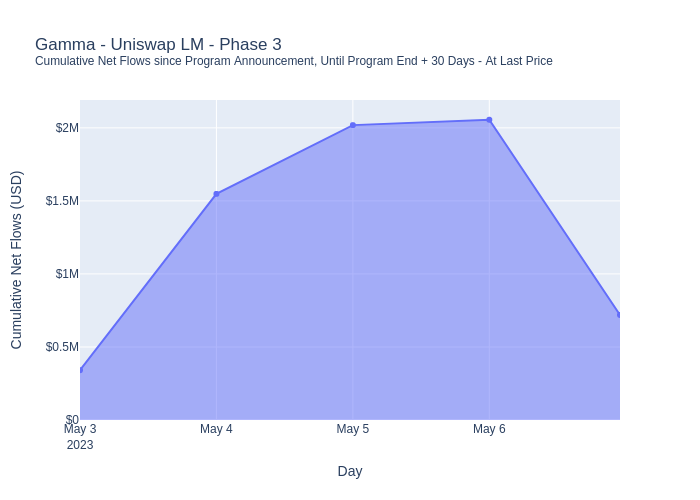 Gamma - Uniswap LM - Phase 3
Cumulative Net Flows since Program Announcement, Until Program End + 30 Days - At Last Price
Cumulative Net Flows (USD)
$2M
$1.5M
$1M
$0.5M
$0
May 3 May 4 May 5 May 6
2023
Day